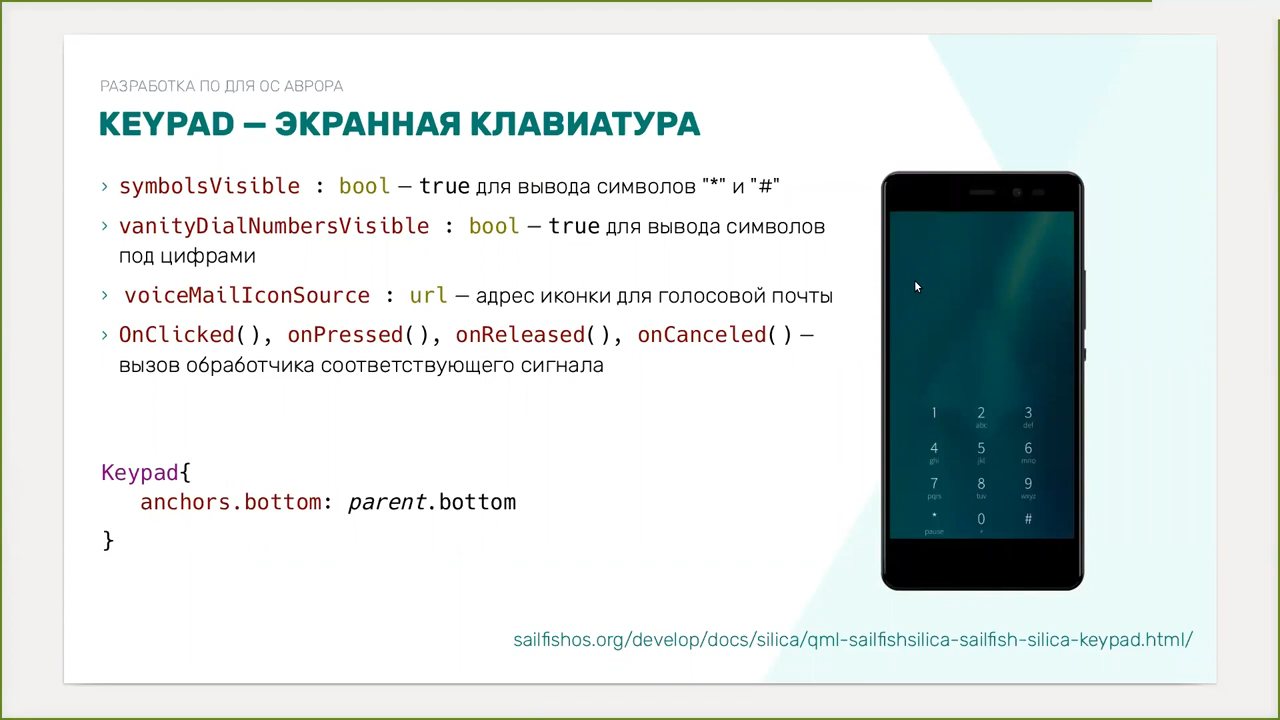 РАЗРАБОТКА ПО ДЛЯ ОС АВРОРА
KEYPAD — ЭКРАННАЯ КЛАВИАТУРА
› symbolsVisible : bool — true для вывода символов "*" и "#"
› vanityDialNumbersVisible : bool — true для вывода символов
под цифрами
› voiceMailIconSource : url — адрес иконки для голосовой почты
› OnClicked(), onPressed(), onReleased(), onCanceled() —
вызов обработчика соответствующего сигнала
Keypad{
anchors.bottom: parent.bottom
}
1 2 3
abc def
4 5 6
ghi jkl mno
7 8 9
pqrs tuv wxyz
* 0 #
pause +
sailfishos.org/develop/docs/silica/qml-sailfishsilica-sailfish-silica-keypad.html/